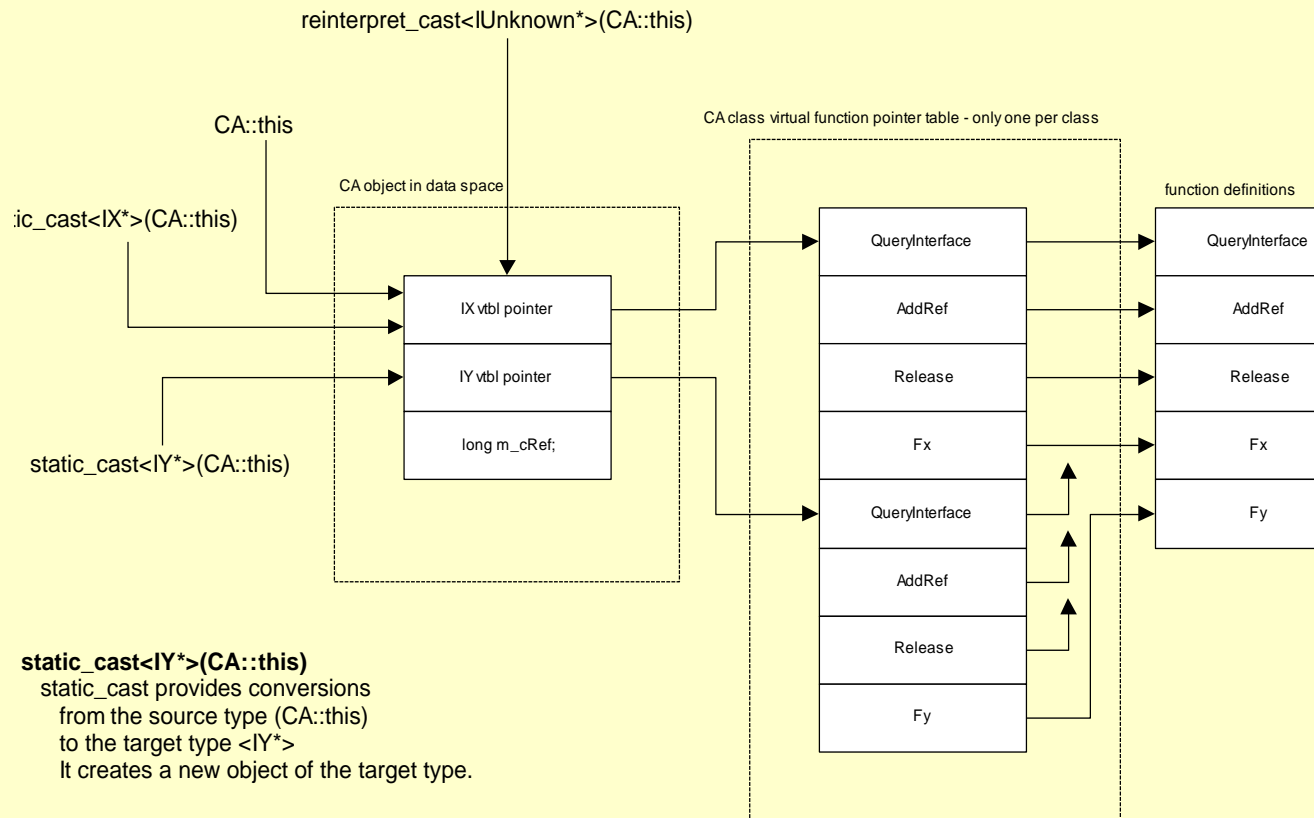 reinterpret_cast<IUnknown*>(CA::this)
CA::this
CA class virtual function pointer table - only one per class
CA object in data space
function definitions
:ic_cast<IX*>(CA::this)
QueryInterface
QueryInterface
IX vtbl pointer
AddRef
AddRef
IY vtbl pointer
Release
Release
long m_cRef;
Fx
Fx
static_cast<IY*>(CA::this)
QueryInterface
Fy
AddRef
Release
Fy
static_cast<IY*>(CA::this)
static_cast provides conversions
from the source type (CA::this)
to the target type <IY*>
It creates a new object of the target type.